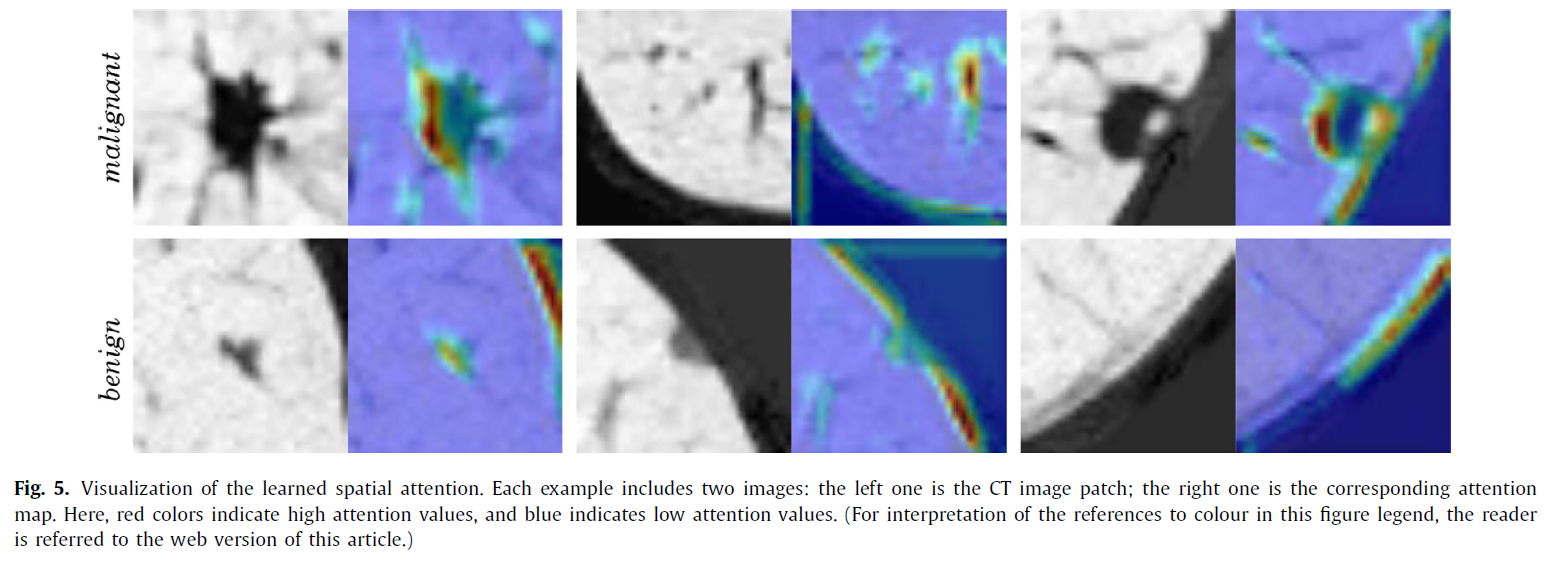 malignant
benign
Fig. 5. Visualization of the learned spatial attention. Each example includes two images: the left one is the CT image patch; the right one is the corresponding attention
map. Here, red colors indicate high attention values, and blue indicates low attention values. (For interpretation of the references to colour in this figure legend, the reader
is referred to the web version of this article.)